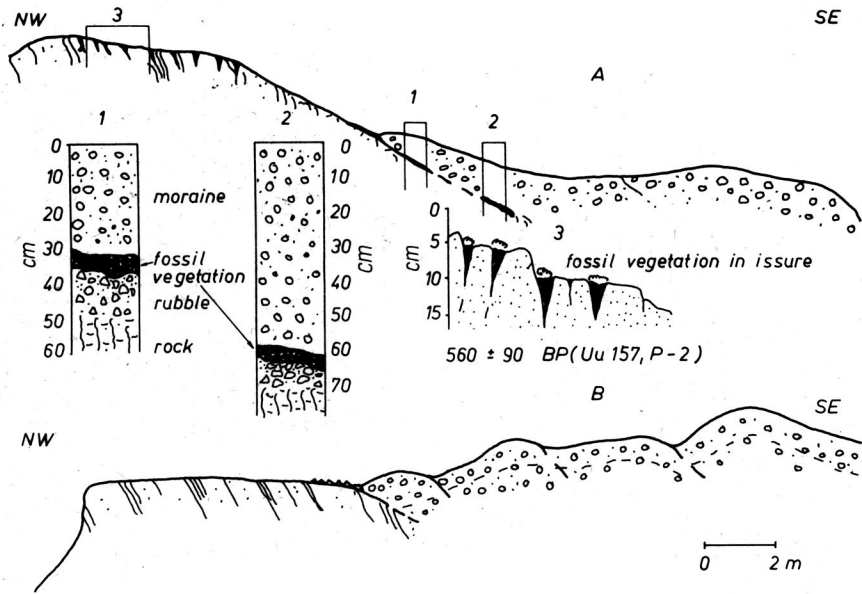 NW
SE
3
A
1
2
1
2
0
10
20
30
40
50
60
cm
moraine
fossil
vegetation
rubble
rock
0
10
20
30
40
50
60
70
cm
3
0
5
10
15
cm
fossil vegetation in issure
560 ± 90 BP (Uu 157, P-2)
B
NW
SE
0 2 m